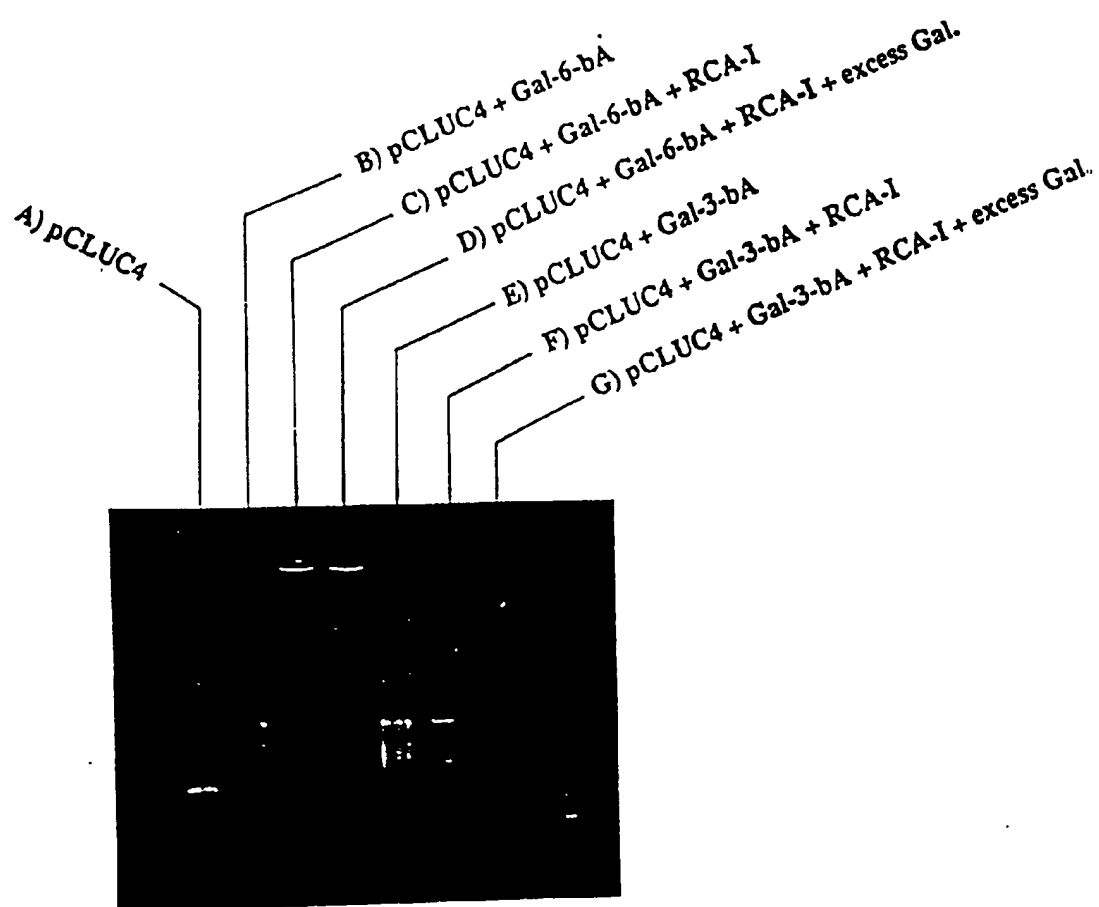 A) pCLUC4
B) pCLUC4 + Gal-6-bA
C) pCLUC4 + Gal-6-bA + RCA-I
D) pCLUC4 + Gal-6-bA + RCA-I + excess Gal.
E) pCLUC4 + Gal-3-bA
F) pCLUC4 + Gal-3-bA + RCA-I
G) pCLUC4 + Gal-3-bA + RCA-I + excess Gal.